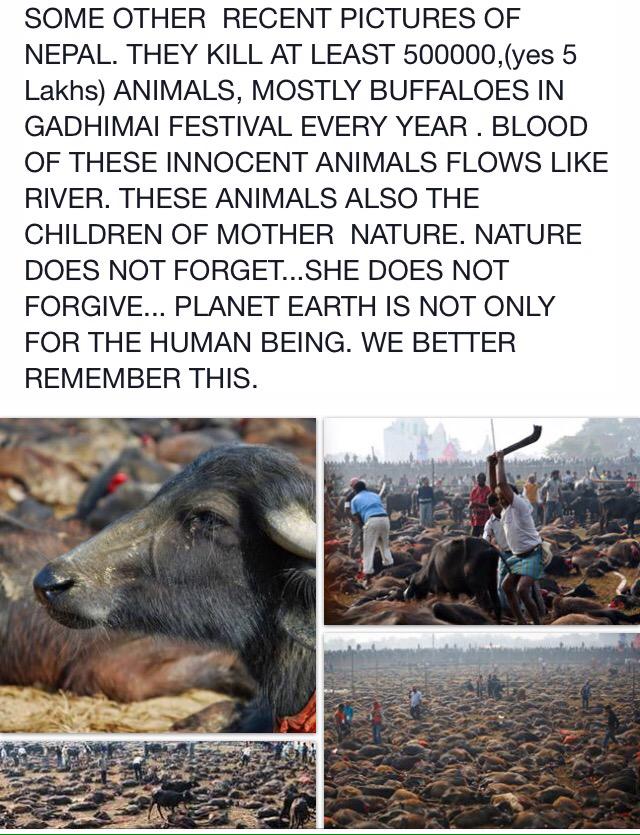 SOME OTHER  RECENT PICTURES OF
NEPAL. THEY KILL AT LEAST 500000,(yes 5
Lakhs) ANIMALS, MOSTLY BUFFALOES IN
GADHIMAI FESTIVAL EVERY YEAR . BLOOD
OF THESE INNOCENT ANIMALS FLOWS LIKE
RIVER. THESE ANIMALS ALSO THE
CHILDREN OF MOTHER  NATURE. NATURE
DOES NOT FORGET...SHE DOES NOT
FORGIVE... PLANET EARTH IS NOT ONLY
FOR THE HUMAN BEING. WE BETTER
REMEMBER THIS.